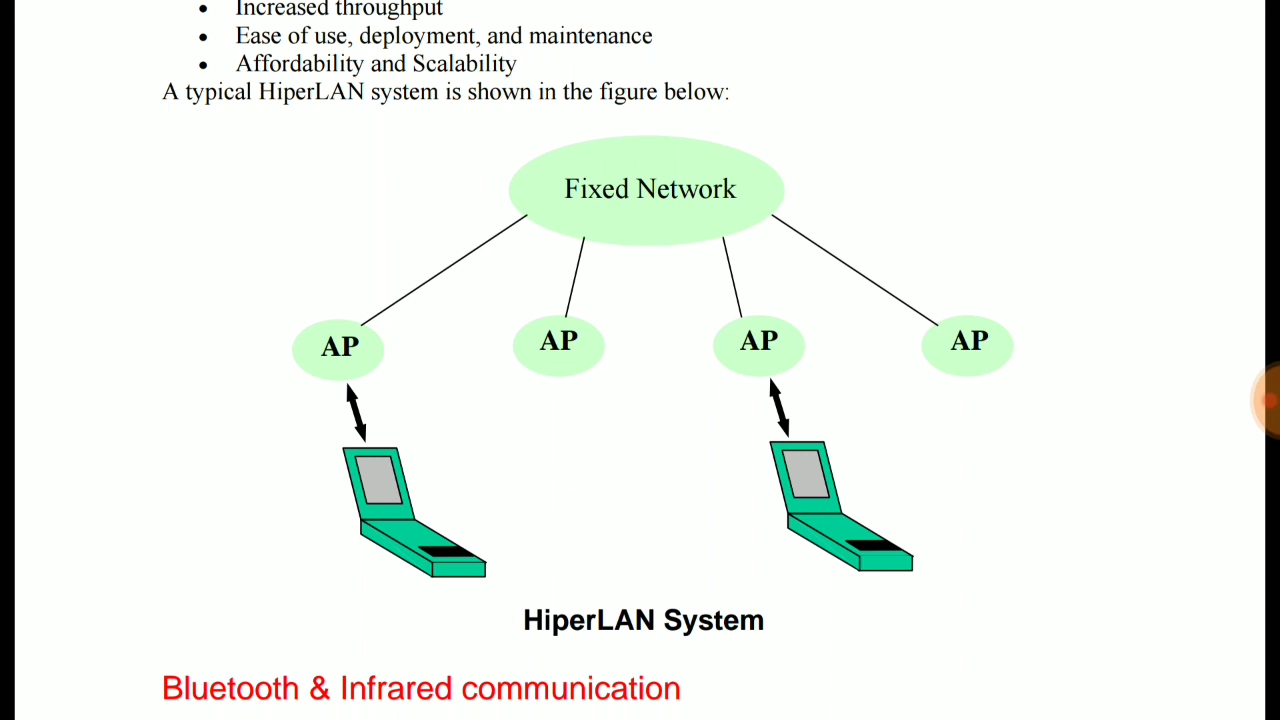 • Increased throughput
• Ease of use, deployment, and maintenance
• Affordability and Scalability
A typical HiperLAN system is shown in the figure below:
Fixed Network
AP AP AP AP
HiperLAN System
Bluetooth & Infrared communication